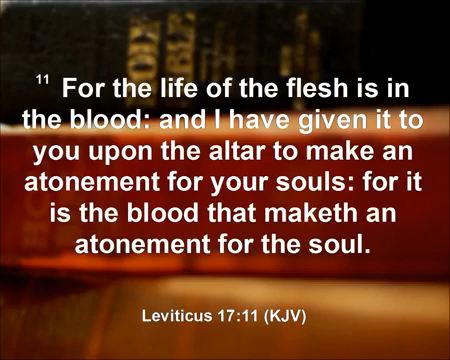 11 For the life of the flesh is in
the blood: and I have given it to
you upon the altar to make an
atonement for your souls: for it
is the blood that maketh an
atonement for the soul.
Leviticus 17:11 (KJV)